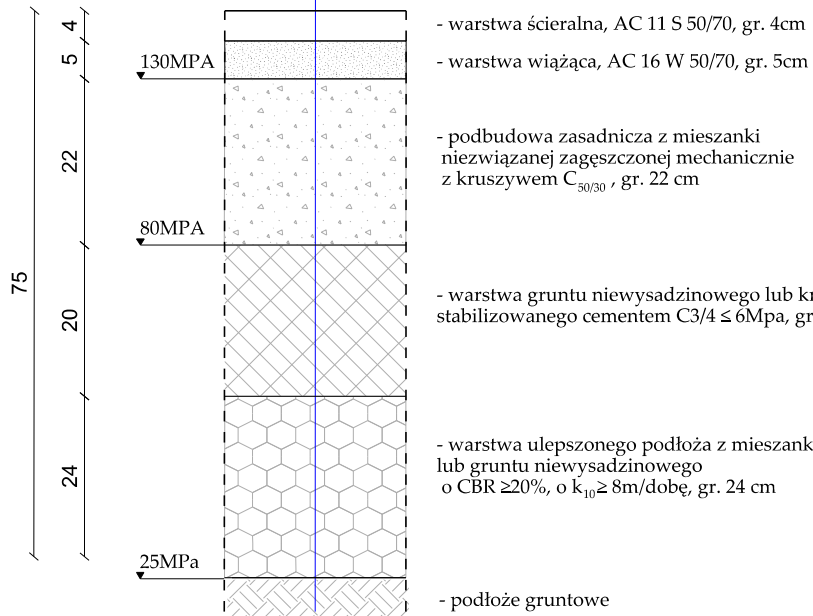 4
- warstwa ścieralna, AC 11 S 50/70, gr. 4cm
5
130MPA
- warstwa wiążąca, AC 16 W 50/70, gr. 5cm
22
- podbudowa zasadnicza z mieszanki
niezwiązanej zagęszczonej mechanicznie
z kruszywem C50/30 , gr. 22 cm
80MPA
75
20
- warstwa gruntu niewysadzinowego lub
stabilizowanego cementem C3/4 ≤ 6Mpa,
24
- warstwa ulepszonego podłoża z
lub gruntu niewysadzinowego
o CBR ≥20%, o k10≥ 8m/dobę, gr. 24 cm
25MPa
- podłoże gruntowe